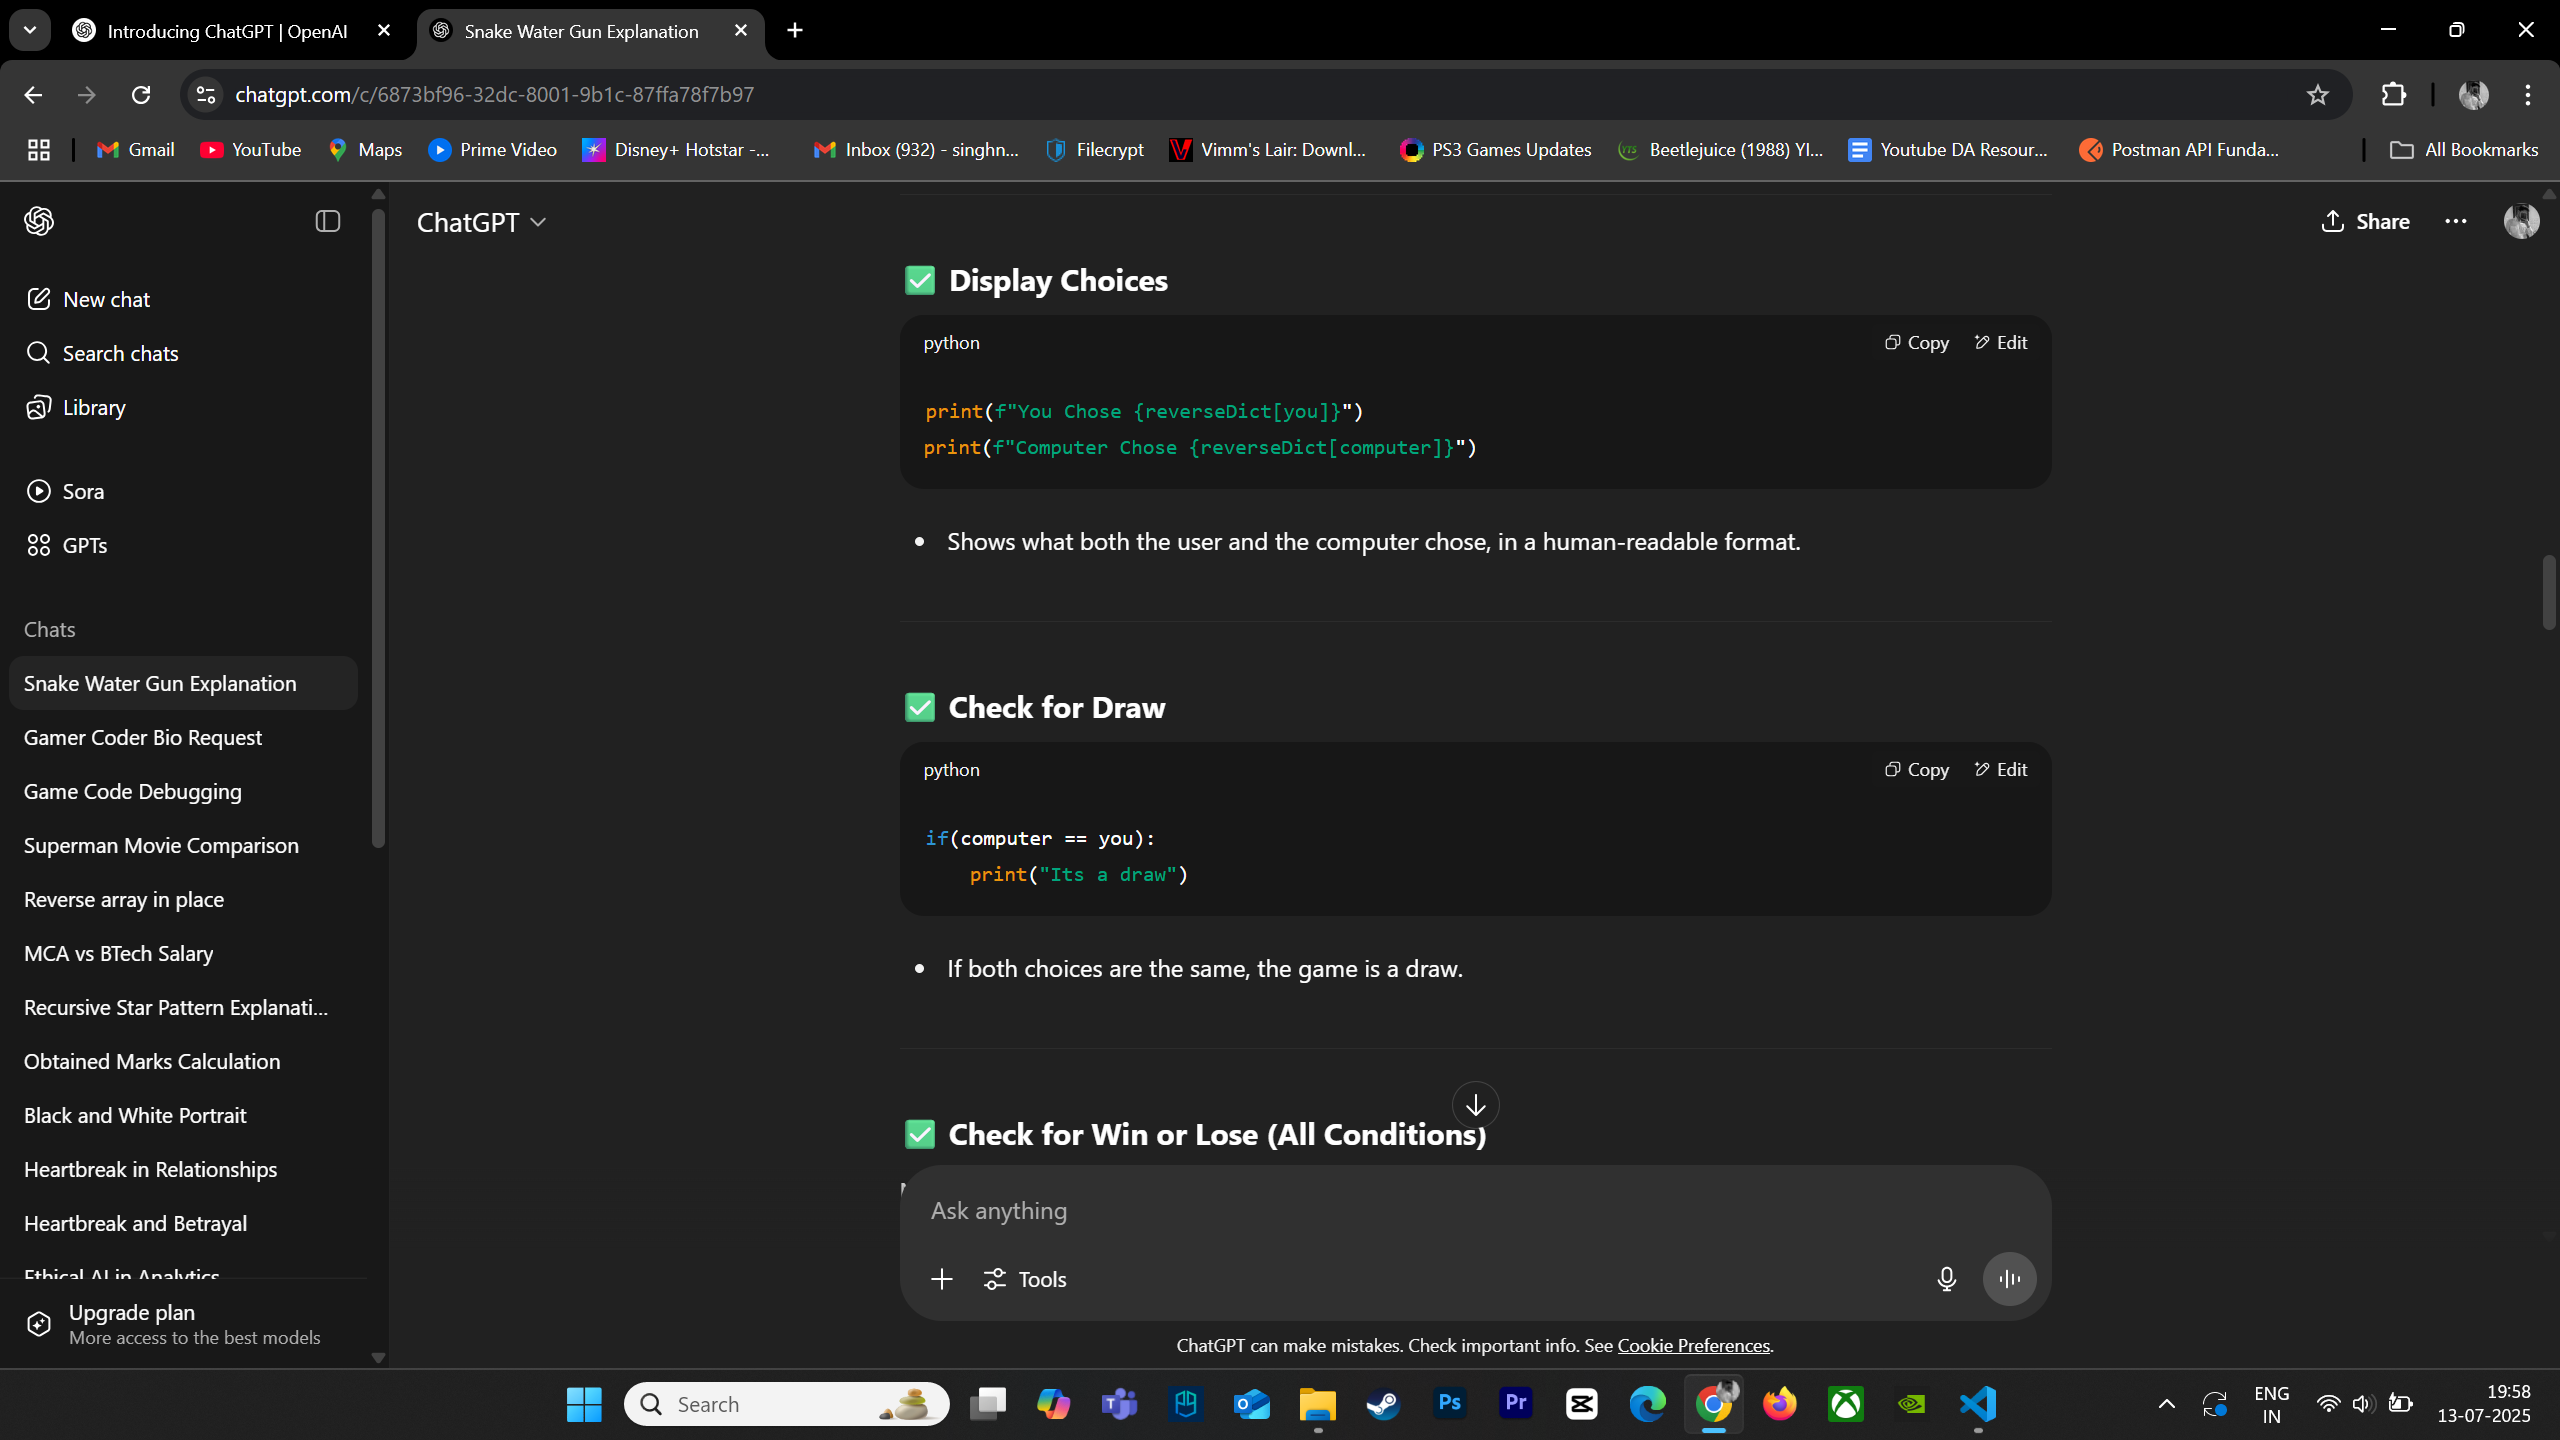 Introducing ChatGPT | OpenAI
Snake Water Gun Explanation
chatgpt.com/c/6873bf96-32dc-8001-9b1c-87ffa78f7b97
Gmail
YouTube
Maps
Prime Video
Disney+ Hotstar -...
Inbox (932) - singhn...
Filecrypt
Vimm's Lair: Downl...
PS3 Games Updates
Beetlejuice (1988) YI...
Youtube DA Resour...
Postman API Funda...
All Bookmarks
ChatGPT
Share
New chat
Search chats
Library
Sora
GPTs
Chats
Snake Water Gun Explanation
Gamer Coder Bio Request
Game Code Debugging
Superman Movie Comparison
Reverse array in place
MCA vs BTech Salary
Recursive Star Pattern Explanati...
Obtained Marks Calculation
Black and White Portrait
Heartbreak in Relationships
Heartbreak and Betrayal
Ethical AI in Analytics
Upgrade plan
More access to the best models
✅ Display Choices
python
Copy
Edit
print(f"You Chose {reverseDict[you]}")
print(f"Computer Chose {reverseDict[computer]}")
• Shows what both the user and the computer chose, in a human-readable format.
✅ Check for Draw
python
Copy
Edit
if(computer == you):
    print("Its a draw")
• If both choices are the same, the game is a draw.
✅ Check for Win or Lose (All Conditions)
Ask anything
Tools
ChatGPT can make mistakes. Check important info. See Cookie Preferences.
Search
Ps
Pr
ENG
IN
19:58
13-07-2025